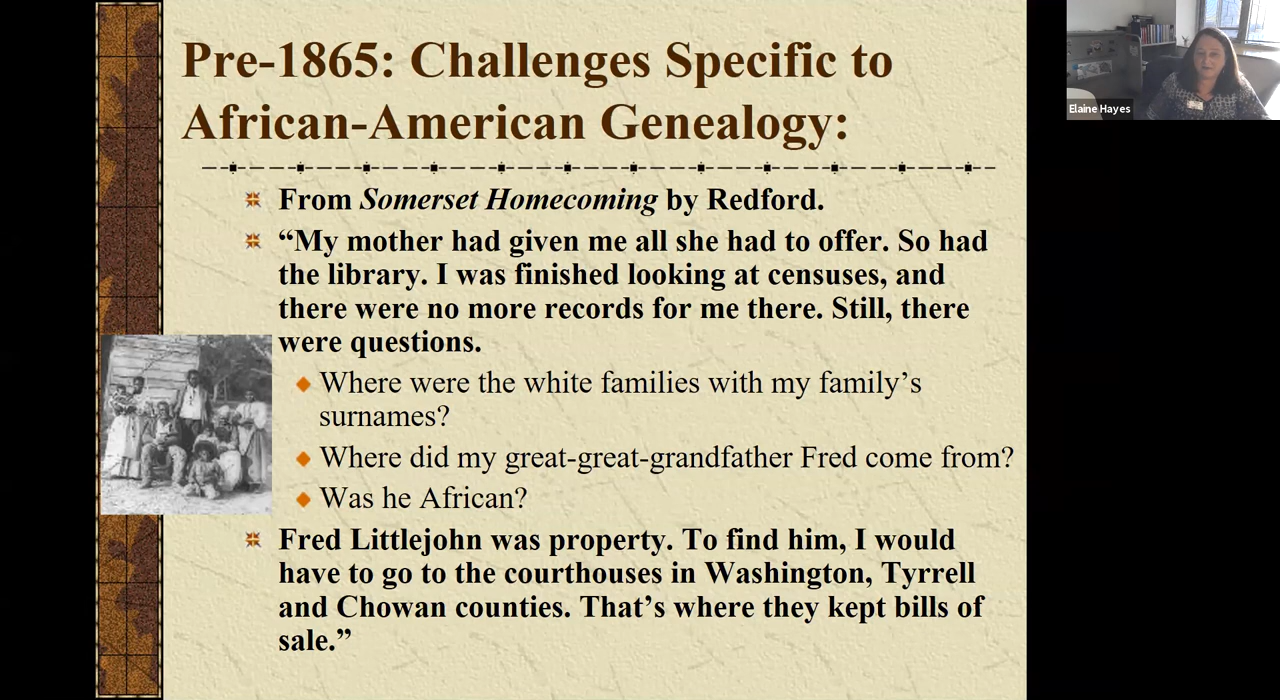 Pre-1865: Challenges Specific to
African-American Genealogy:
From Somerset Homecoming by Redford.
“My mother had given me all she had to offer. So had
the library. I was finished looking at censuses, and
there were no more records for me there. Still, there
were questions.
Where were the white families with my family’s
surnames?
Where did my great-great-grandfather Fred come from?
Was he African?
Fred Littlejohn was property. To find him, I would
have to go to the courthouses in Washington, Tyrrell
and Chowan counties. That’s where they kept bills of
sale.”
Elaine Hayes